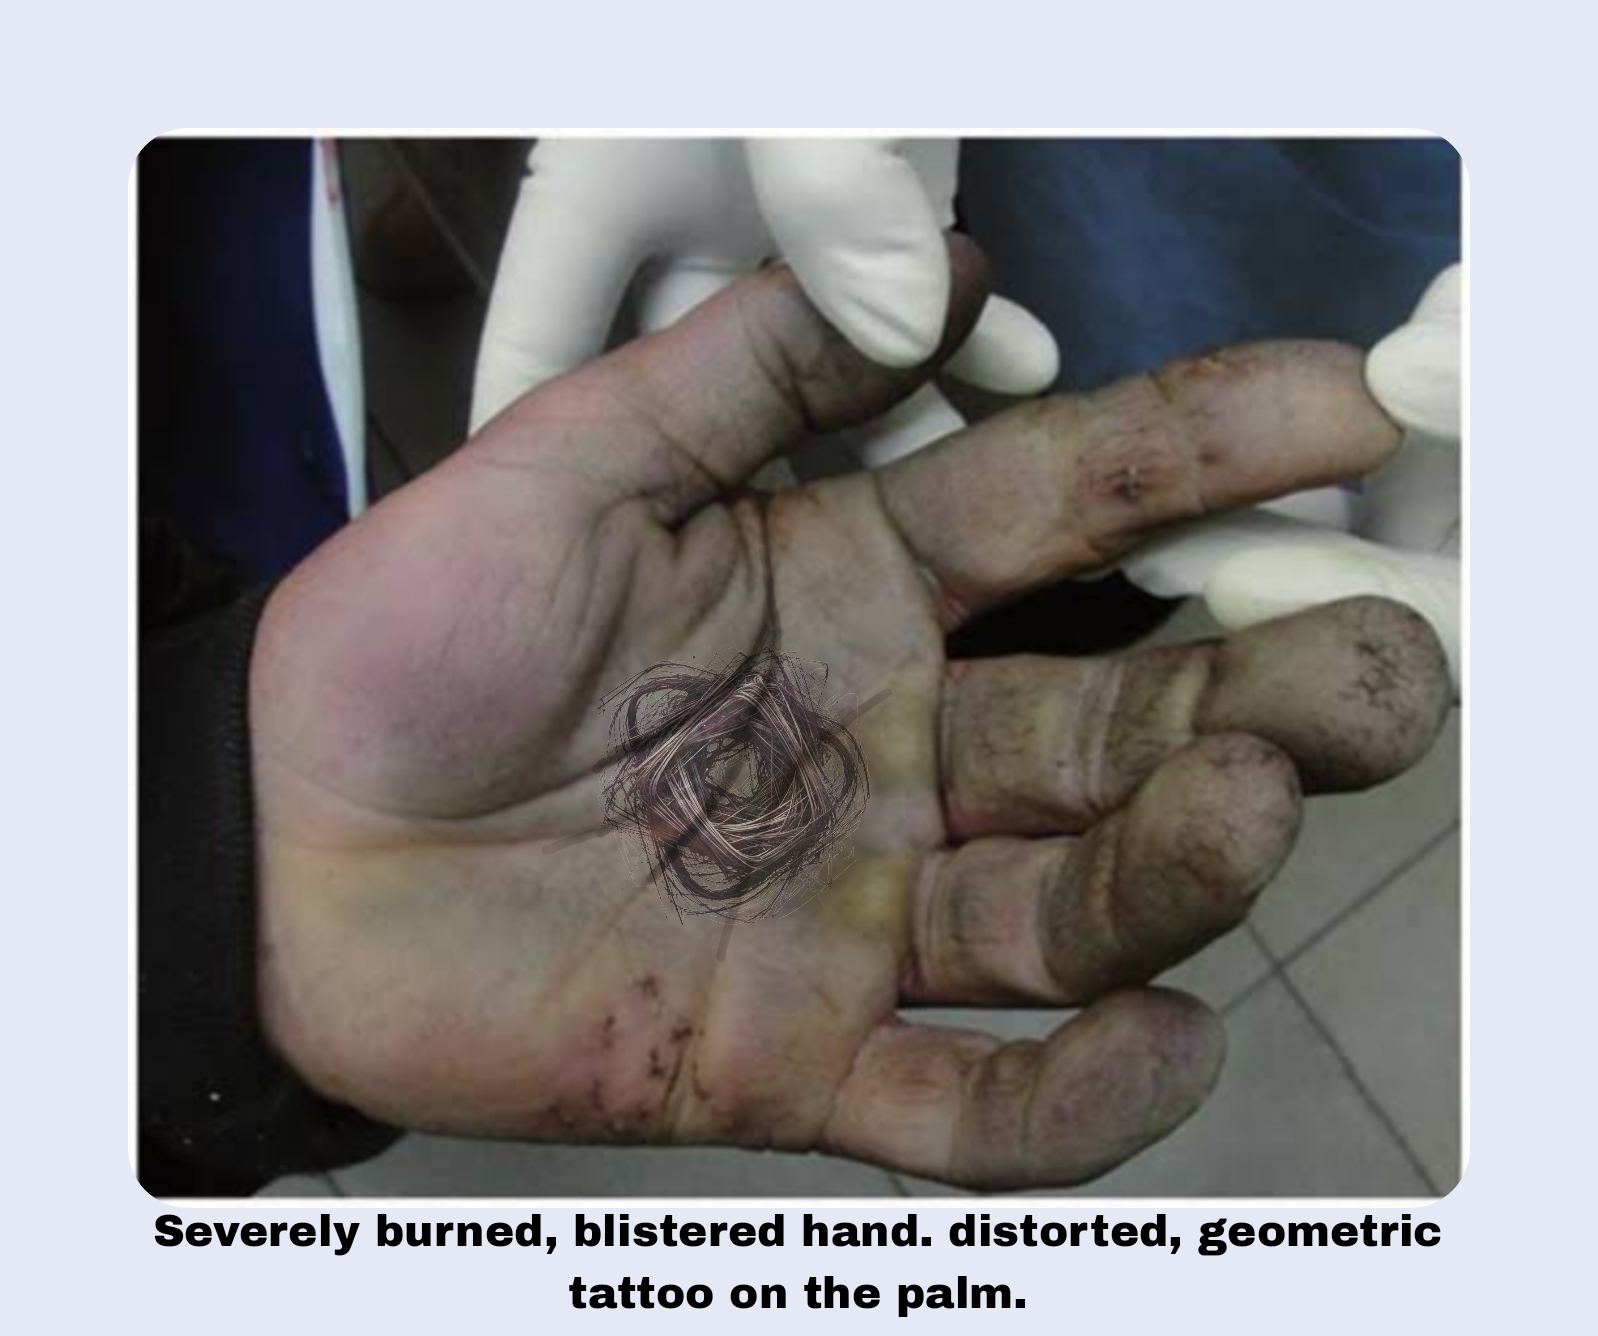 Severely burned, blistered hand. distorted, geometric
tattoo on the palm.